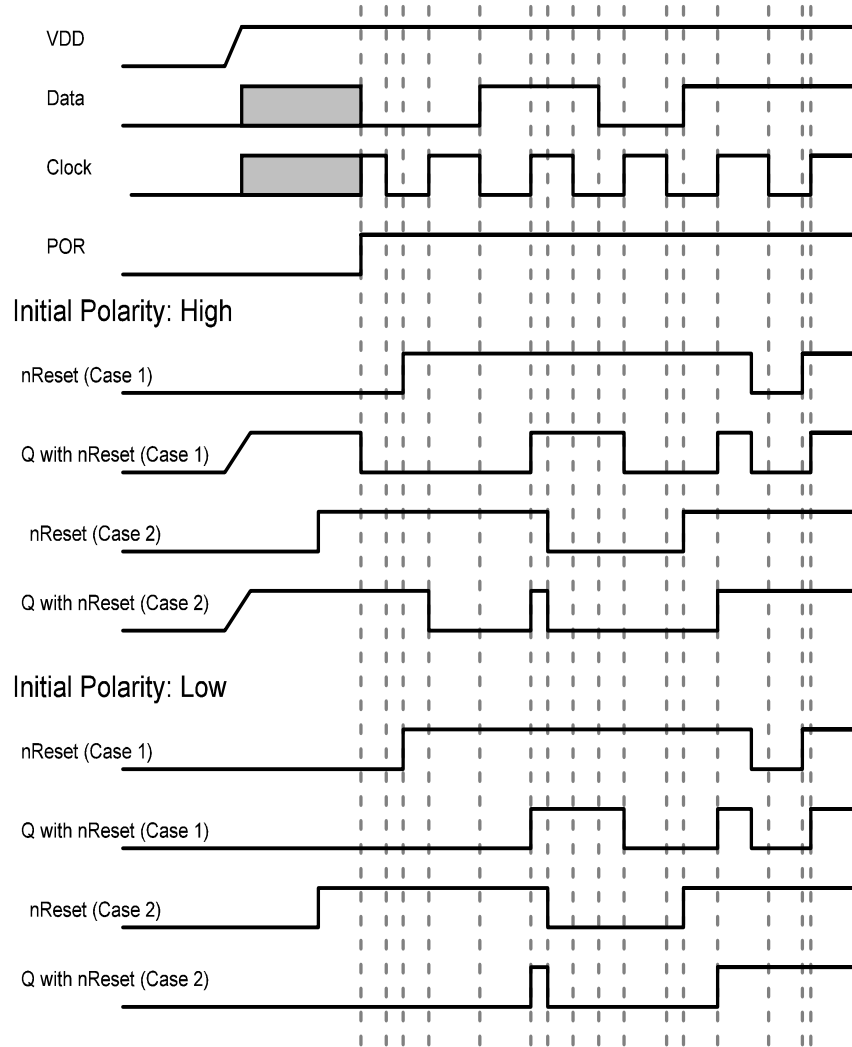 VDD
Data
Clock
POR
Initial Polarity: High
nReset (Case 1)
Q with nReset (Case 1)
nReset (Case 2)
Q with nReset (Case 2)
Initial Polarity: Low
nReset (Case 1)
Q with nReset (Case 1)
nReset (Case 2)
Q with nReset (Case 2)